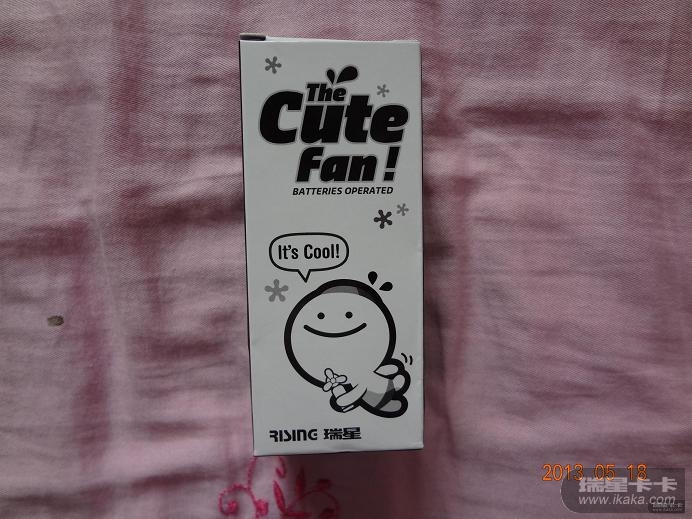 The
Cute
fan!
BATTERIES OPERATED
It's Cool!
RISING 瑞星
2013 05 18
瑞星卡卡
www.ikaka.com